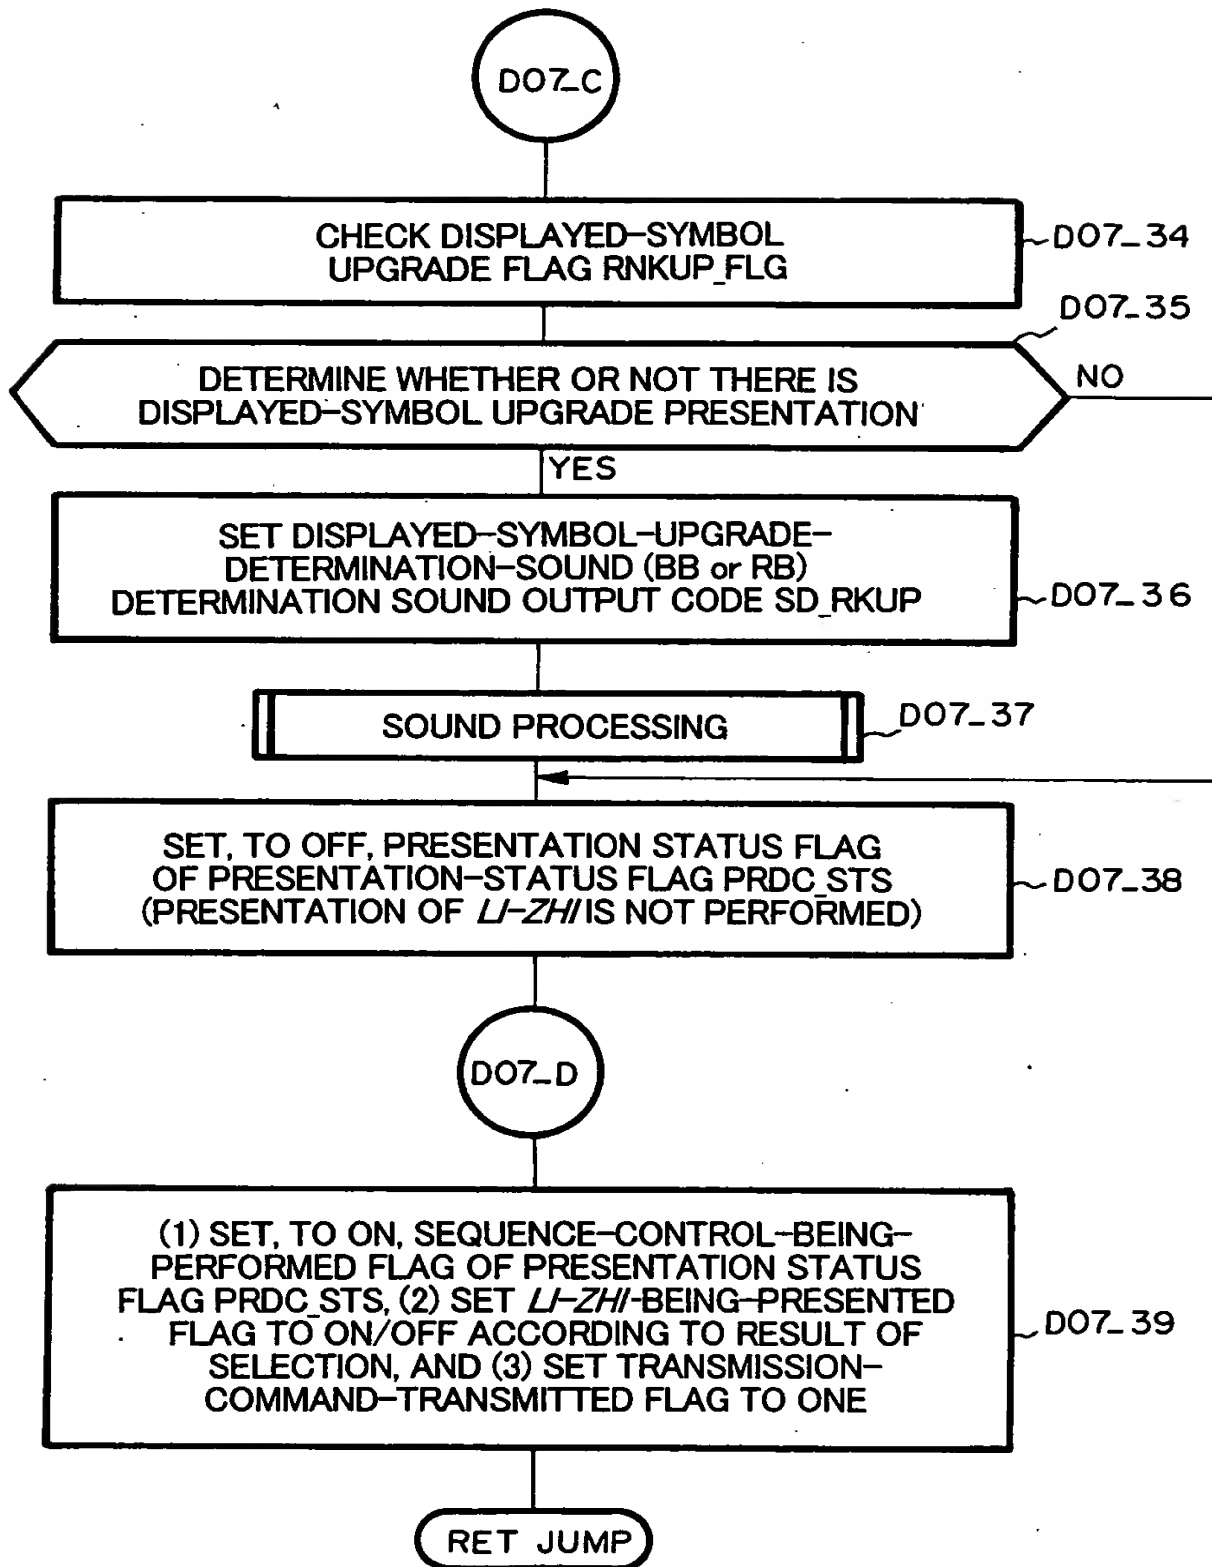 D07_C
CHECK DISPLAYED-SYMBOL
UPGRADE FLAG RNKUP_FLG
D07_34
D07_35
DETERMINE WHETHER OR NOT THERE IS
DISPLAYED-SYMBOL UPGRADE PRESENTATION
NO
YES
SET DISPLAYED-SYMBOL-UPGRADE-
DETERMINATION-SOUND (BB or RB)
DETERMINATION SOUND OUTPUT CODE SD_RKUP
D07_36
SOUND PROCESSING
D07_37
SET, TO OFF, PRESENTATION STATUS FLAG
OF PRESENTATION-STATUS FLAG PRDC_STS
(PRESENTATION OF LI-ZHI IS NOT PERFORMED)
D07_38
D07_D
(1) SET, TO ON, SEQUENCE-CONTROL-BEING-
PERFORMED FLAG OF PRESENTATION STATUS
FLAG PRDC_STS, (2) SET LI-ZHI-BEING-PRESENTED
FLAG TO ON/OFF ACCORDING TO RESULT OF
SELECTION, AND (3) SET TRANSMISSION-
COMMAND-TRANSMITTED FLAG TO ONE
D07_39
RET JUMP